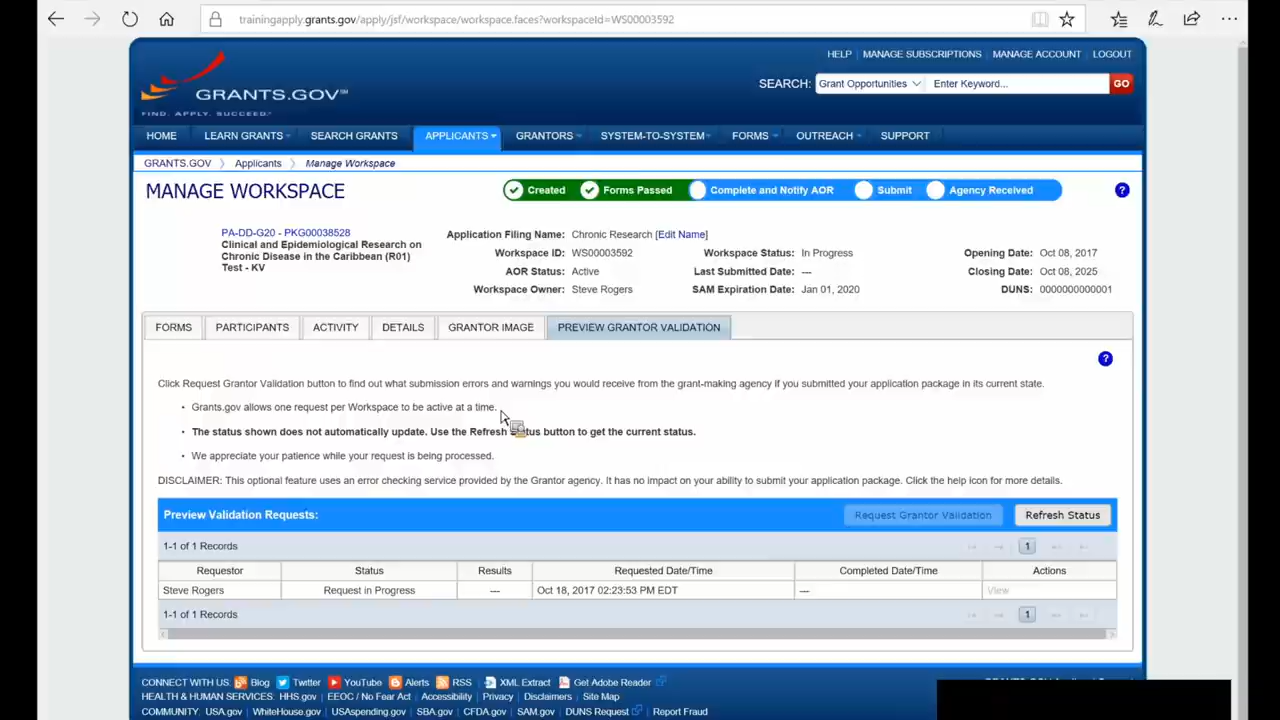 trainingapply.grants.gov/apply/jsf/workspace/workspace.faces?workspaceId=WS00003592
HELP | MANAGE SUBSCRIPTIONS | MANAGE ACCOUNT | LOGOUT
GRANTS.GOV℠
FIND. APPLY. SUCCEED.℠
SEARCH: Grant Opportunities Enter Keyword... GO
HOME LEARN GRANTS SEARCH GRANTS APPLICANTS GRANTORS SYSTEM-TO-SYSTEM FORMS OUTREACH SUPPORT
GRANTS.GOV Applicants Manage Workspace
MANAGE WORKSPACE
Created Forms Passed Complete and Notify AOR Submit Agency Received ?
PA-DD-G20 - PKG00038528
Clinical and Epidemiological Research on
Chronic Disease in the Caribbean (R01)
Test - KV
Application Filing Name: Chronic Research [Edit Name]
Workspace ID: WS00003592 Workspace Status: In Progress Opening Date: Oct 08, 2017
AOR Status: Active Last Submitted Date: --- Closing Date: Oct 08, 2025
Workspace Owner: Steve Rogers SAM Expiration Date: Jan 01, 2020 DUNS: 0000000000001
FORMS PARTICIPANTS ACTIVITY DETAILS GRANTOR IMAGE PREVIEW GRANTOR VALIDATION
?
Click Request Grantor Validation button to find out what submission errors and warnings you would receive from the grant-making agency if you submitted your application package in its current state.
• Grants.gov allows one request per Workspace to be active at a time.
• The status shown does not automatically update. Use the Refresh Status button to get the current status.
• We appreciate your patience while your request is being processed.
DISCLAIMER: This optional feature uses an error checking service provided by the Grantor agency. It has no impact on your ability to submit your application package. Click the help icon for more details.
Preview Validation Requests: Request Grantor Validation Refresh Status
1-1 of 1 Records 1
Requestor Status Results Requested Date/Time Completed Date/Time Actions
Steve Rogers Request in Progress --- Oct 18, 2017 02:23:53 PM EDT --- View
1-1 of 1 Records 1
CONNECT WITH US: Blog Twitter YouTube Alerts RSS XML Extract Get Adobe Reader
HEALTH & HUMAN SERVICES: HHS.gov | EEOC / No Fear Act | Accessibility | Privacy | Disclaimers | Site Map
COMMUNITY: USA.gov | WhiteHouse.gov | USAspending.gov | SBA.gov | CFDA.gov | SAM.gov | DUNS Request | Report Fraud